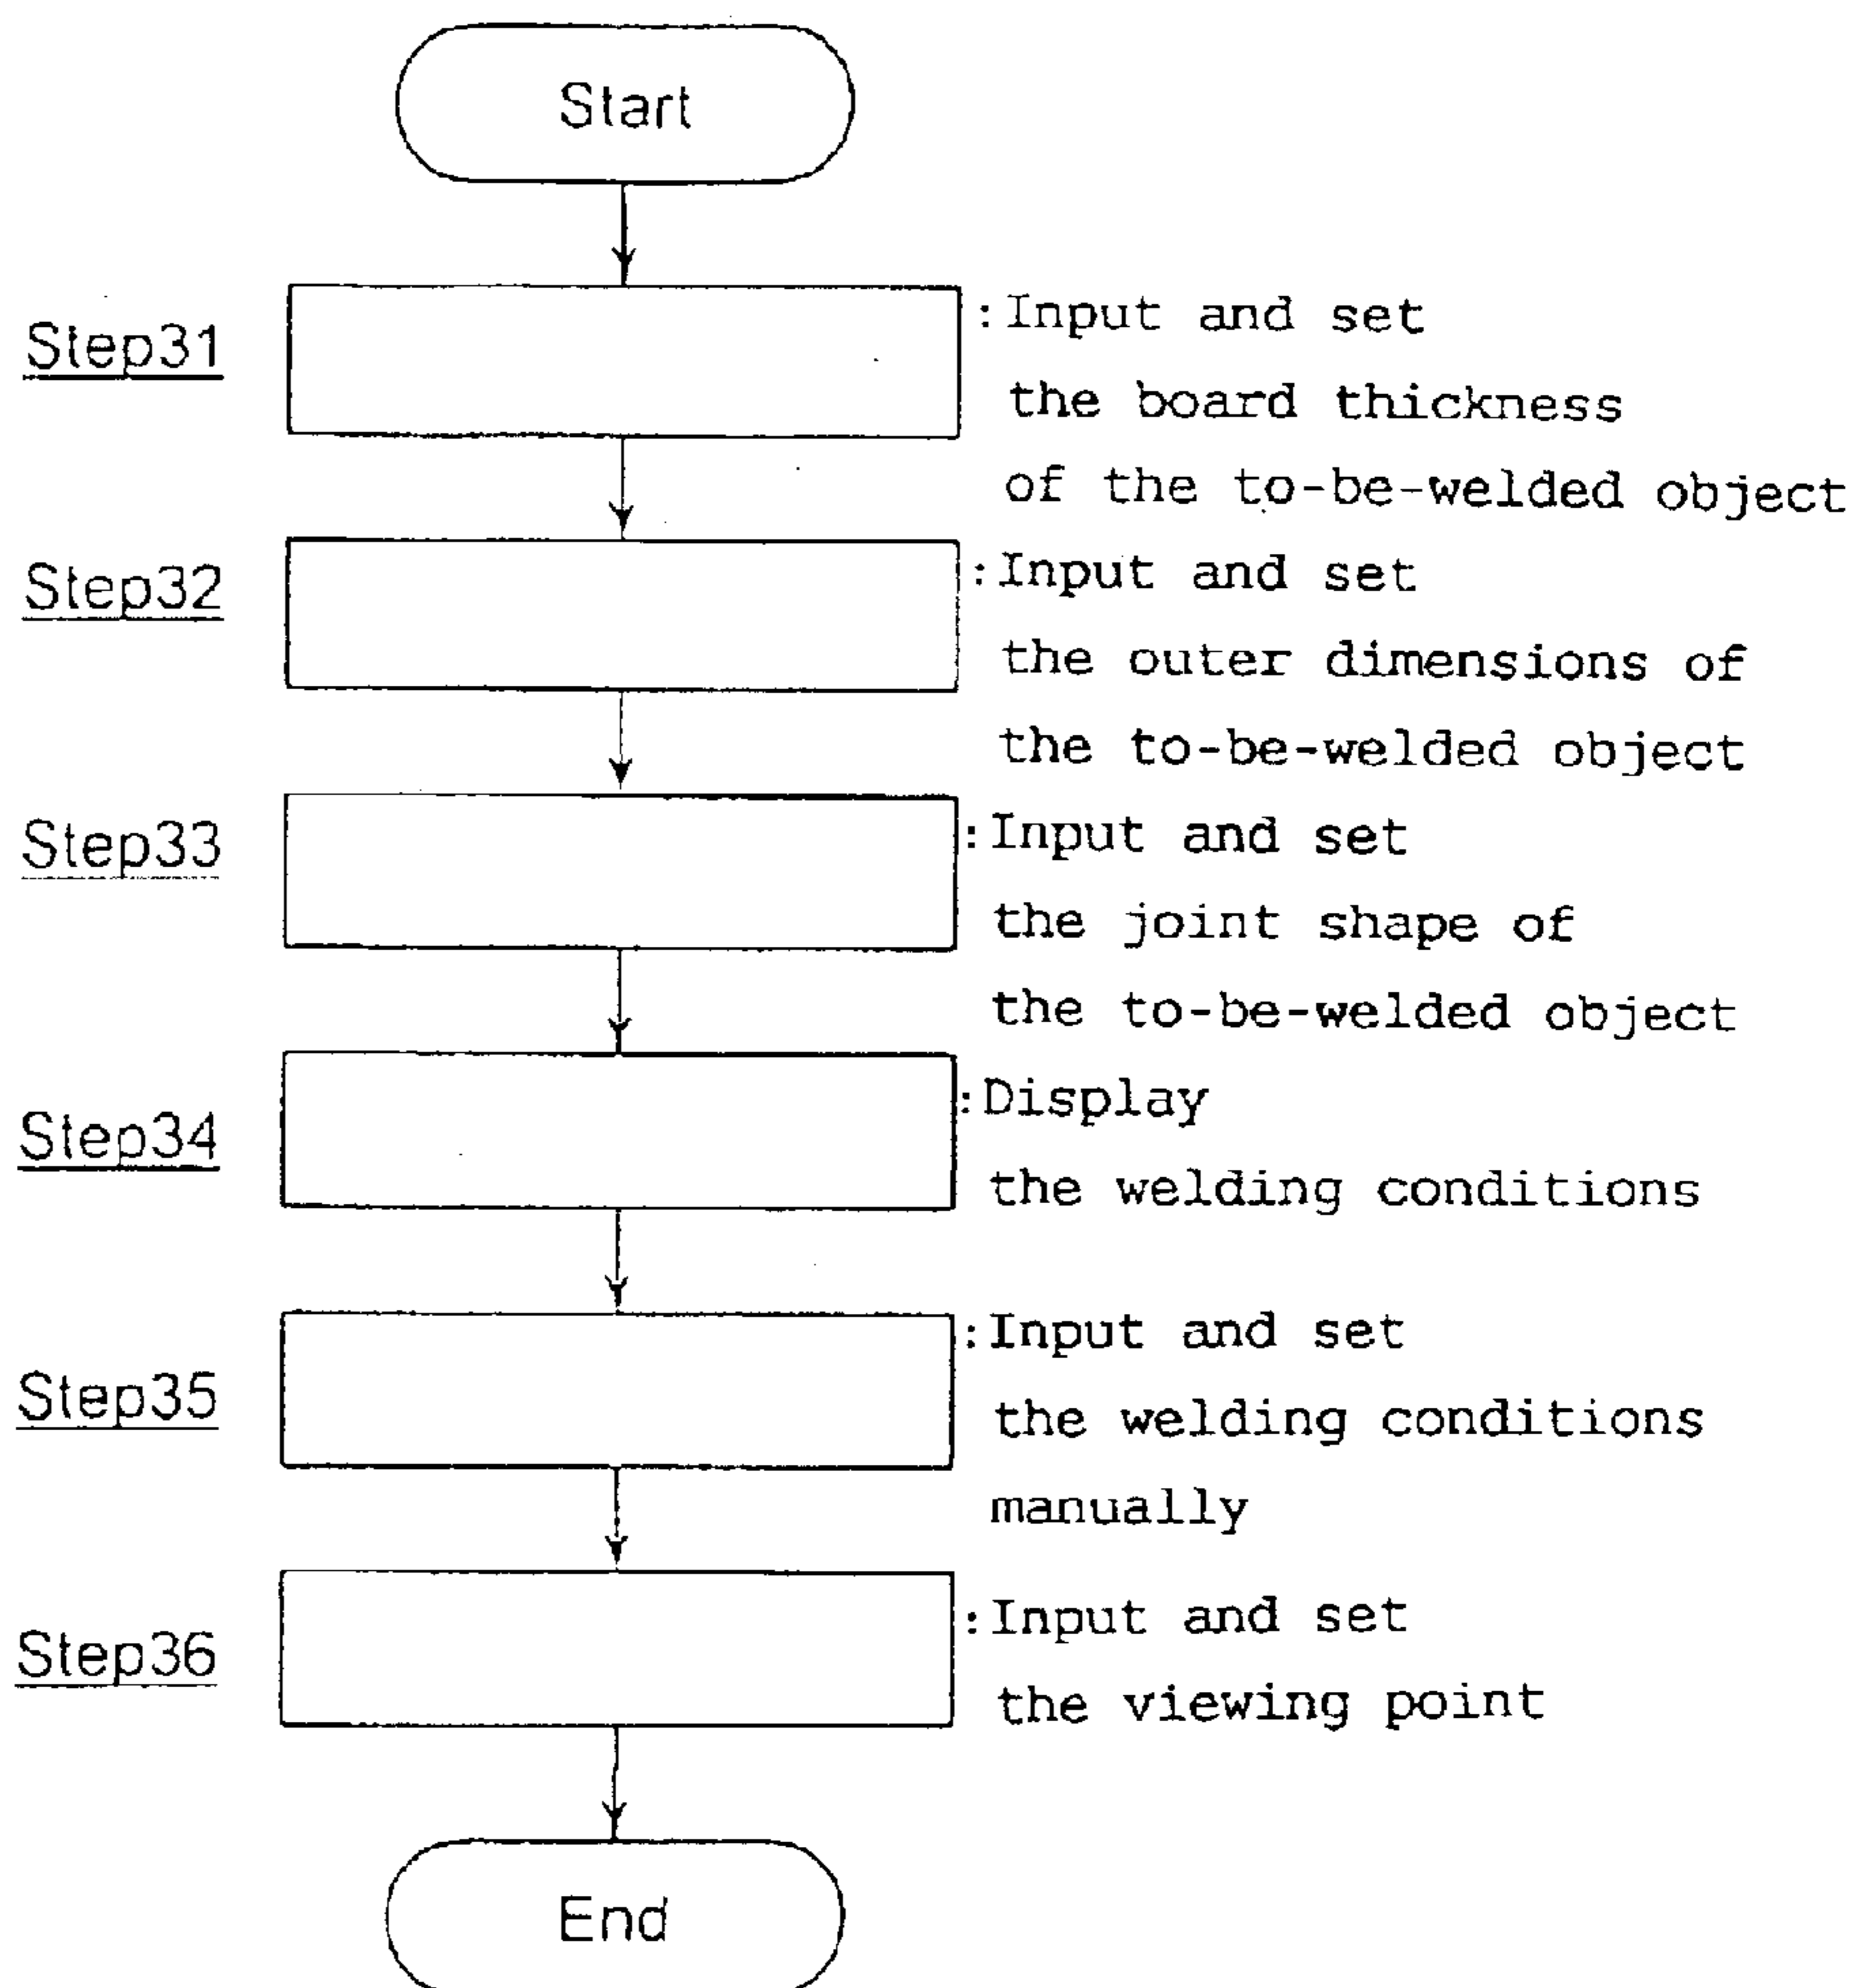 Start
Step31
:Input and set
the board thickness
of the to-be-welded object
Step32
:Input and set
the outer dimensions of
the to-be-welded object
Step33
:Input and set
the joint shape of
the to-be-welded object
Step34
:Display
the welding conditions
Step35
:Input and set
the welding conditions
manually
Step36
:Input and set
the viewing point
End